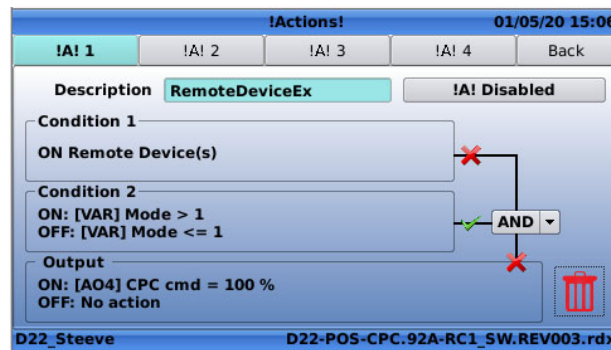 !Actions!
01/05/20 15:06
!A! 1
!A! 2
!A! 3
!A! 4
Back
Description
RemoteDeviceEx
!A! Disabled
Condition 1
ON Remote Device(s)
Condition 2
ON: [VAR] Mode > 1
OFF: [VAR] Mode <= 1
AND
Output
ON: [AO4] CPC cmd = 100 %
OFF: No action
D22_Steeve
D22-POS-CPC.92A-RC1_SW.REV003.rdx